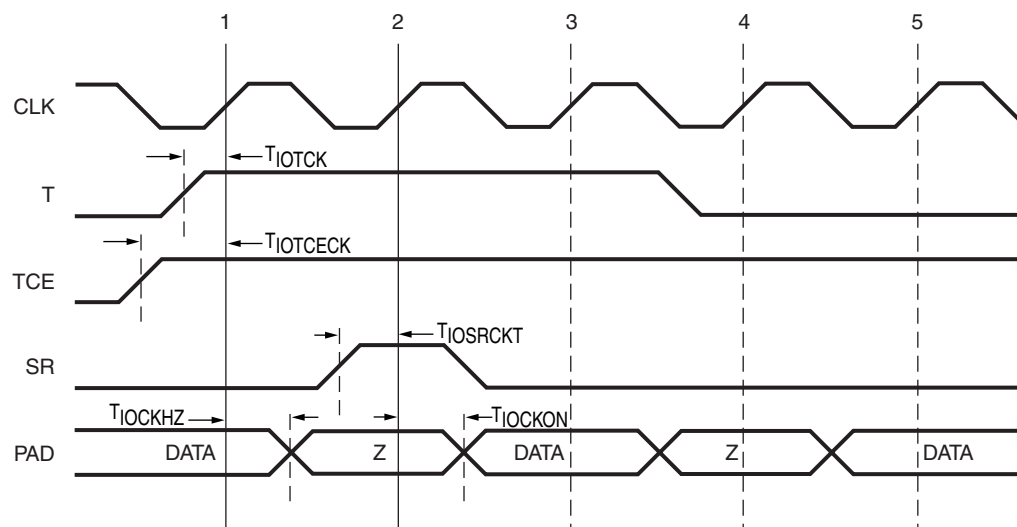 1 2 3 4 5
CLK
TIOTCK
T
TIOTCECK
TCE
TIOSRCKT
SR
TIOCKHZ TIOCKON
PAD DATA Z DATA Z DATA